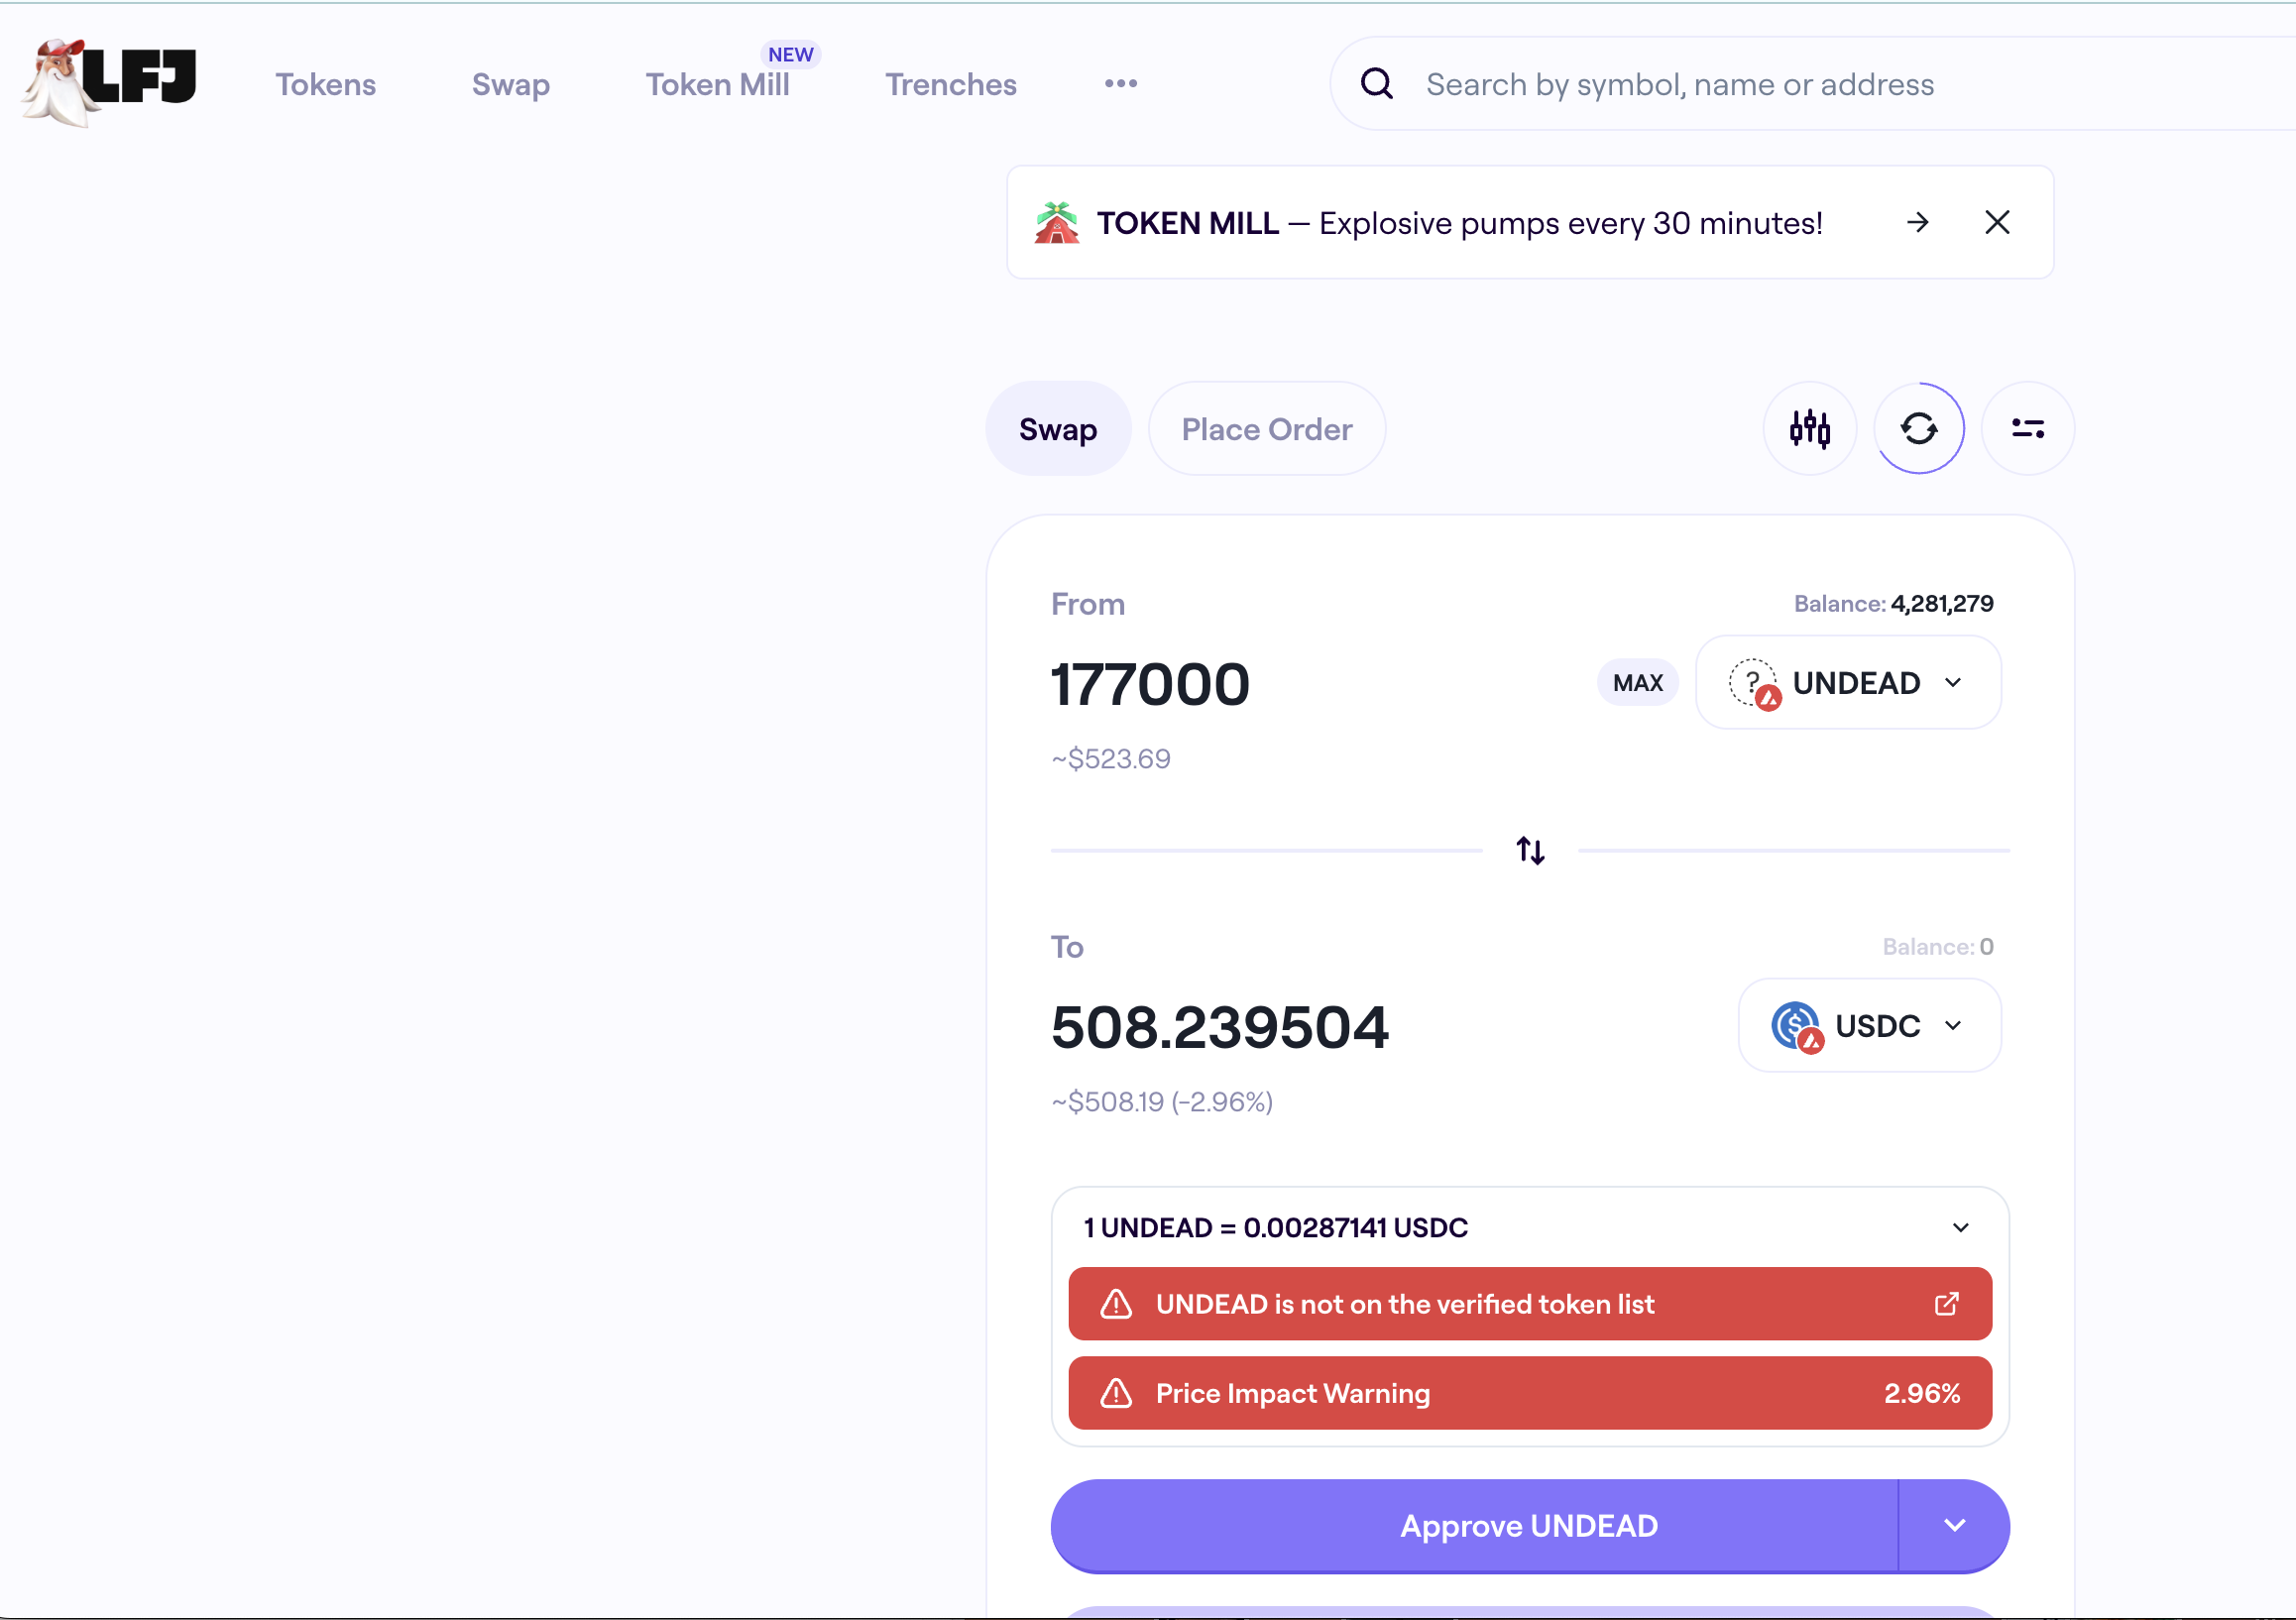 LFJ
Tokens
Swap
Token Mill
NEW
Trenches
Search by symbol, name or address
TOKEN MILL — Explosive pumps every 30 minutes!
Swap
Place Order
From
Balance: 4,281,279
177000
MAX
? UNDEAD
~$523.69
To
Balance: 0
508.239504
USDC
~$508.19 (-2.96%)
1 UNDEAD = 0.00287141 USDC
UNDEAD is not on the verified token list
Price Impact Warning
2.96%
Approve UNDEAD